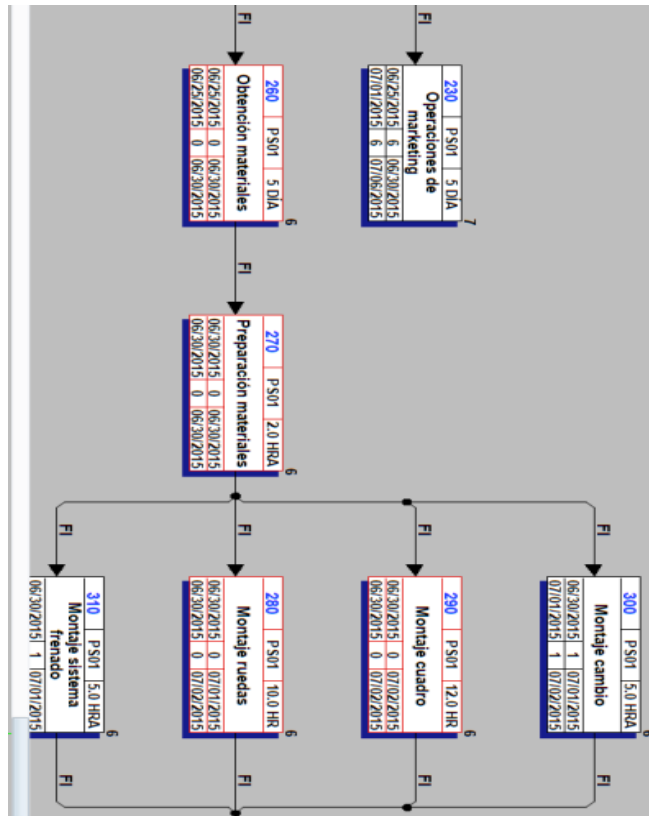 FI
260 PS01 5 DÍA
Obtención materiales
06/25/2015 0 06/30/2015
06/25/2015 0 06/30/2015
6
FI
230 PS01 5 DÍA
Operaciones de
marketing
06/25/2015 6 06/30/2015
07/01/2015 6 07/06/2015
7
FI
270 PS01 2.0 HRA
Preparación materiales
06/30/2015 0 06/30/2015
06/30/2015 0 06/30/2015
6
FI
310 PS01 5.0 HRA
Montaje sistema
frenado
06/30/2015 1 07/01/2015
6
FI
FI
280 PS01 10.0 HR
Montaje ruedas
06/30/2015 0 07/01/2015
06/30/2015 0 07/02/2015
6
FI
FI
290 PS01 12.0 HR
Montaje cuadro
06/30/2015 0 07/02/2015
06/30/2015 0 07/02/2015
6
FI
FI
300 PS01 5.0 HRA
Montaje cambio
06/30/2015 1 07/01/2015
07/01/2015 1 07/02/2015
6
FI